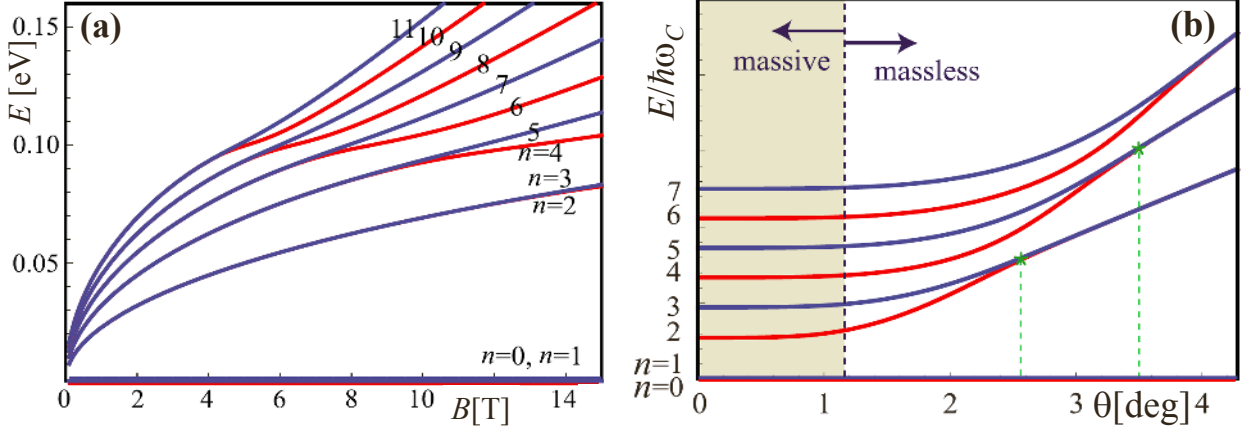 (a)
E [eV]
0.15
0.10
0.05
11
10
9
8
7
6
5
n=4
n=3
n=2
n=0, n=1
0
2
4
6
8
10
B[T]
14
(b)
E/ℏω_C
massive
massless
7
6
5
4
3
2
n=1
n=0
0
1
2
3
θ[deg]
4